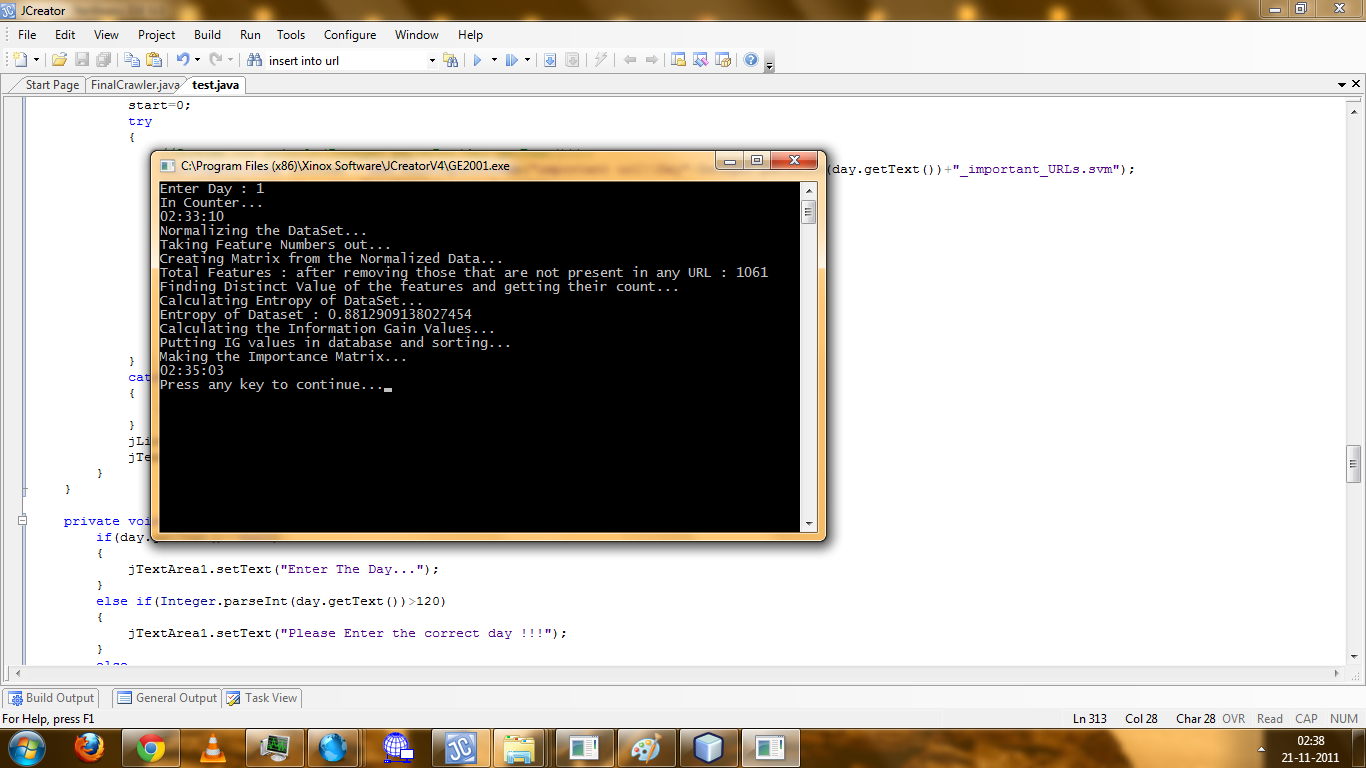 JCreator
File Edit View Project Build Run Tools Configure Window Help
insert into url
Start Page FinalCrawler.java test.java
start=0;
try
{
C:\Program Files (x86)\Xinox Software\JCreatorV4\GE2001.exe
(day.getText())+"_important_URLs.svm");
Enter Day : 1
In Counter...
02:33:10
Normalizing the DataSet...
Taking Feature Numbers out...
Creating Matrix from the Normalized Data...
Total Features : after removing those that are not present in any URL : 1061
Finding Distinct Value of the features and getting their count...
Calculating Entropy of DataSet...
Entropy of Dataset : 0.8812909138027454
Calculating the Information Gain Values...
Putting IG values in database and sorting...
Making the Importance Matrix...
02:35:03
Press any key to continue...
}
cat
{
}
jLi
jTe
}
}
private voi
if(day.
{
jTextArea1.setText("Enter The Day...");
}
else if(Integer.parseInt(day.getText())>120)
{
jTextArea1.setText("Please Enter the correct day !!!");
}
else
Build Output General Output Task View
For Help, press F1 Ln 313 Col 28 Char 28 OVR Read CAP NUM
JC
02:38
21-11-2011